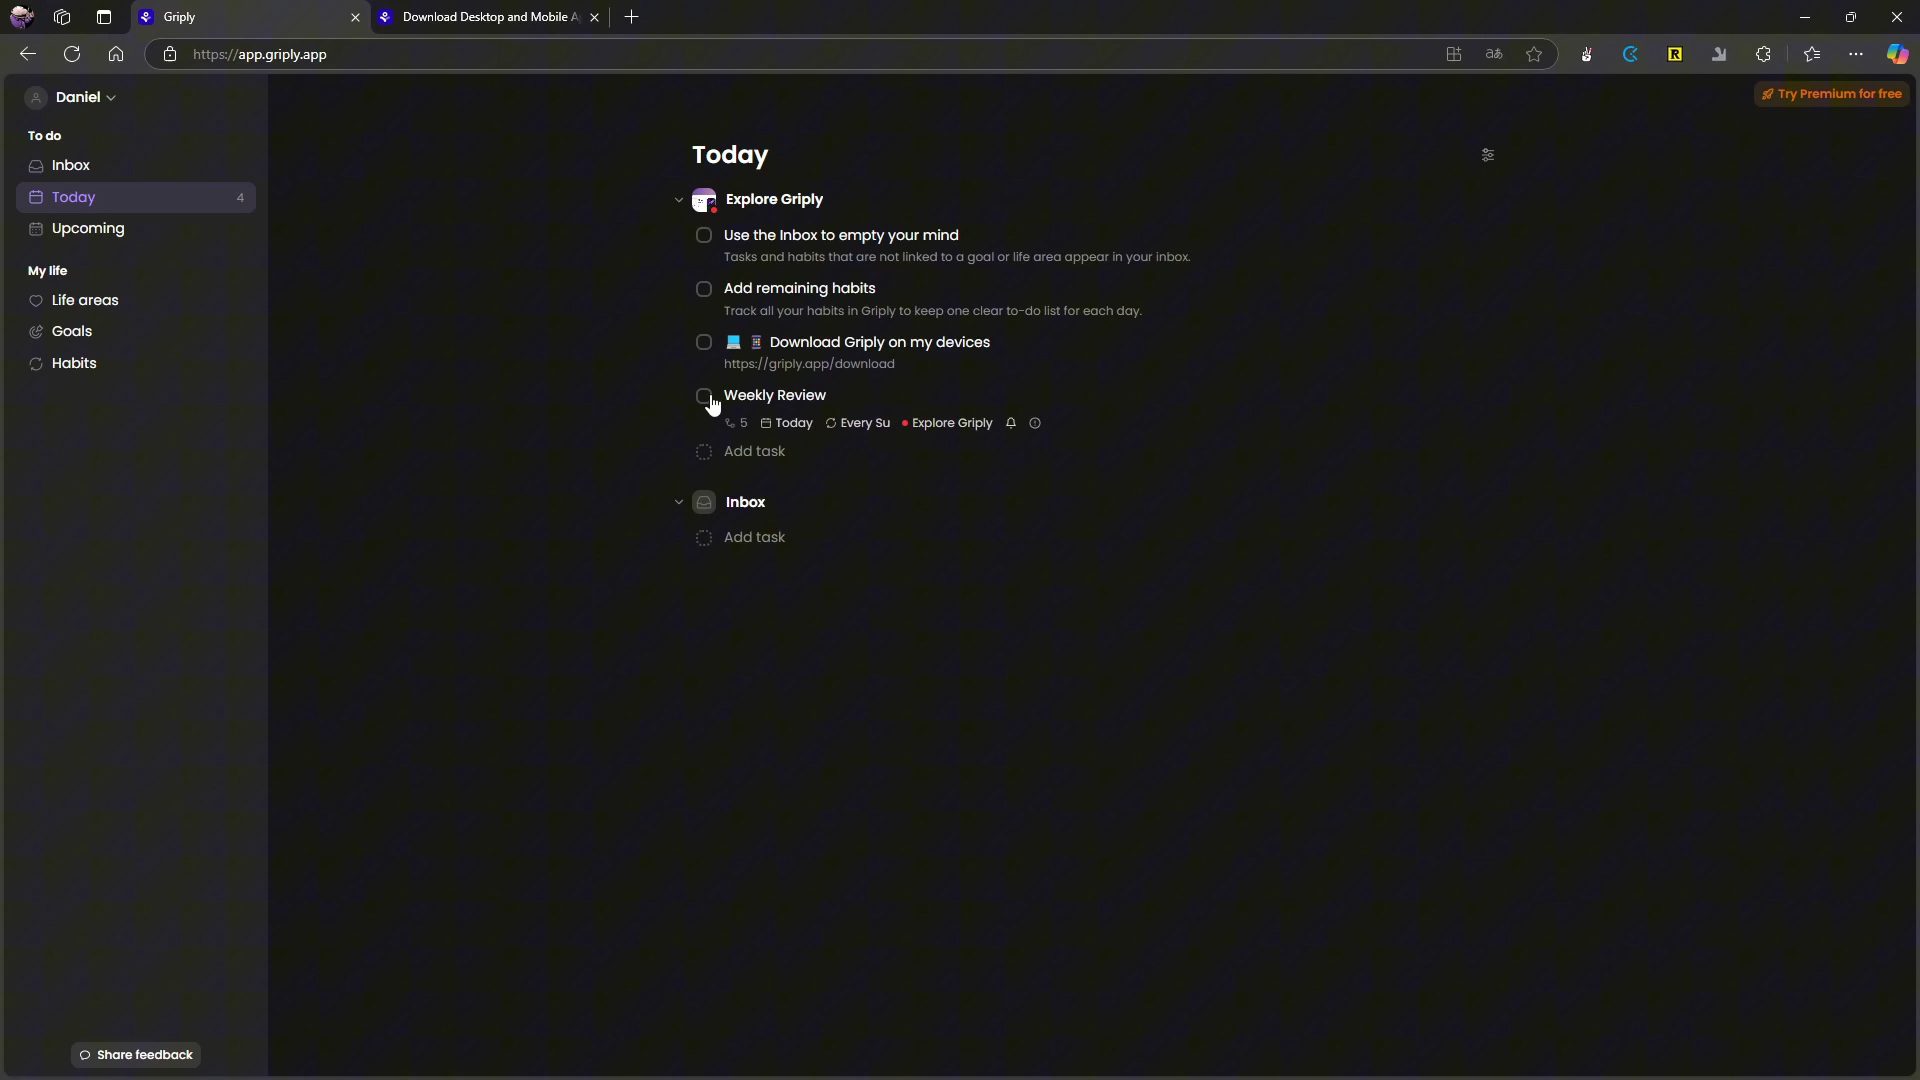 Griply
Download Desktop and Mobile A
https://app.griply.app
Daniel
Try Premium for free
To do
Inbox
Today 4
Upcoming
My life
Life areas
Goals
Habits
Share feedback
Today
Explore Griply
Use the Inbox to empty your mind
Tasks and habits that are not linked to a goal or life area appear in your inbox.
Add remaining habits
Track all your habits in Griply to keep one clear to-do list for each day.
Download Griply on my devices
https://griply.app/download
Weekly Review
5 Today Every Su Explore Griply
Add task
Inbox
Add task